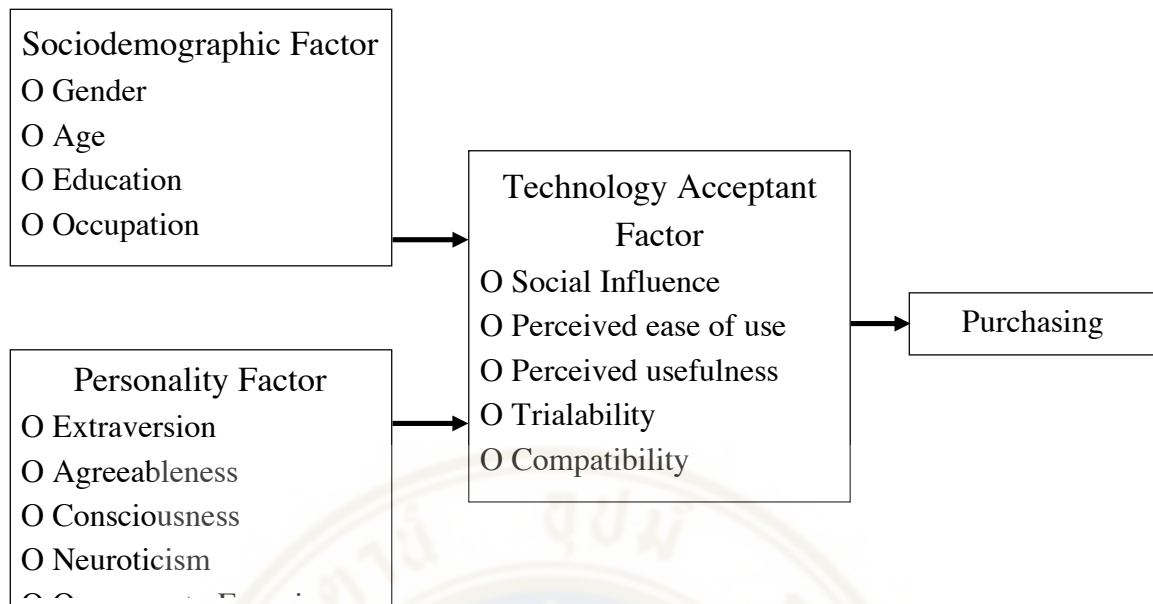 Sociodemographic Factor
O Gender
O Age
O Education
O Occupation
Technology Acceptant
Factor
O Social Influence
O Perceived ease of use
O Perceived usefulness
O Trialability
O Compatibility
Purchasing
Personality Factor
O Extraversion
O Agreeableness
O Consciousness
O Neuroticism